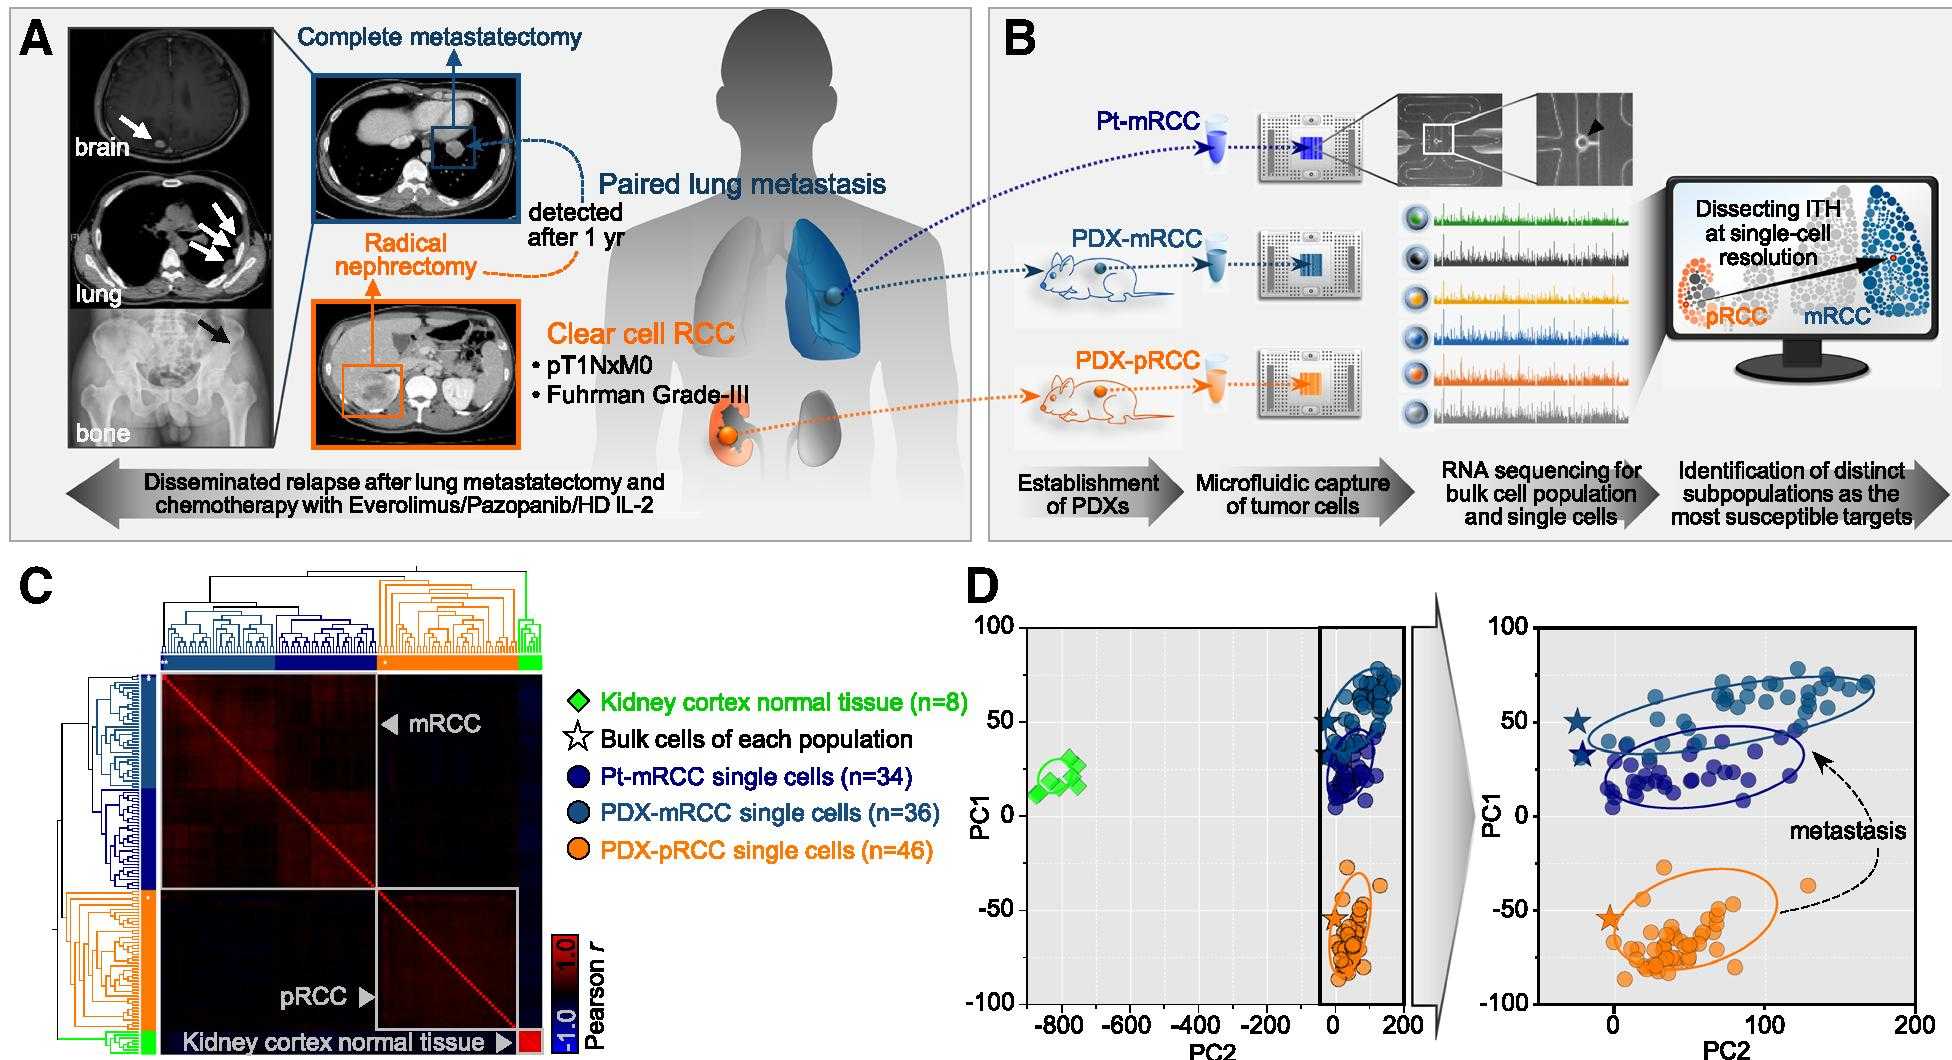 A
Complete metastatectomy
brain
lung
bone
Paired lung metastasis
detected
after 1 yr
Radical
nephrectomy
Clear cell RCC
• pT1NxM0
• Fuhrman Grade-III
Disseminated relapse after lung metastatectomy and
chemotherapy with Everolimus/Pazopanib/HD IL-2
B
Pt-mRCC
PDX-mRCC
PDX-pRCC
Dissecting ITH
at single-cell
resolution
pRCC
mRCC
Establishment
of PDXs
Microfluidic capture
of tumor cells
RNA sequencing for
bulk cell population
and single cells
Identification of distinct
subpopulations as the
most susceptible targets
C
**
*
*
*
mRCC
pRCC
Kidney cortex normal tissue
-1.0 1.0
Pearson r
Kidney cortex normal tissue (n=8)
Bulk cells of each population
Pt-mRCC single cells (n=34)
PDX-mRCC single cells (n=36)
PDX-pRCC single cells (n=46)
D
100
50
0
-50
-100
PC1
-800 -600 -400 -200 0 200
PC2
100
50
0
-50
-100
PC1
metastasis
0 100 200
PC2